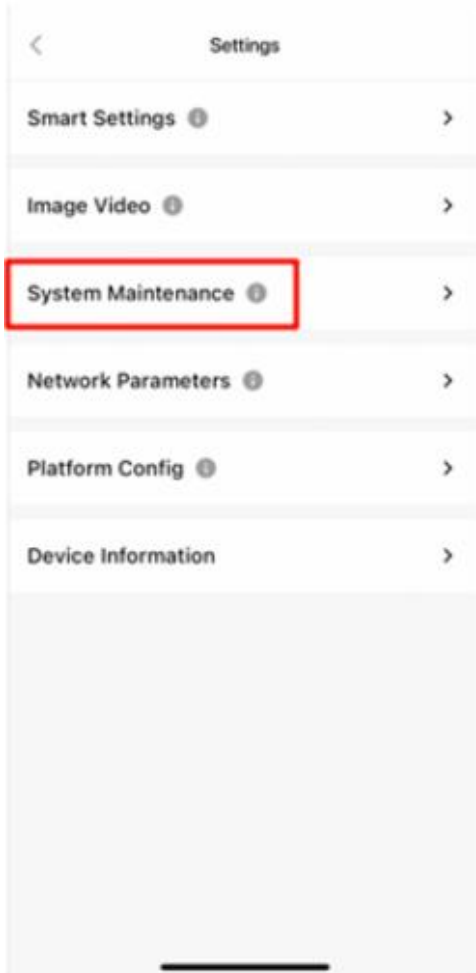 Settings
Smart Settings
Image Video
System Maintenance
Network Parameters
Platform Config
Device Information